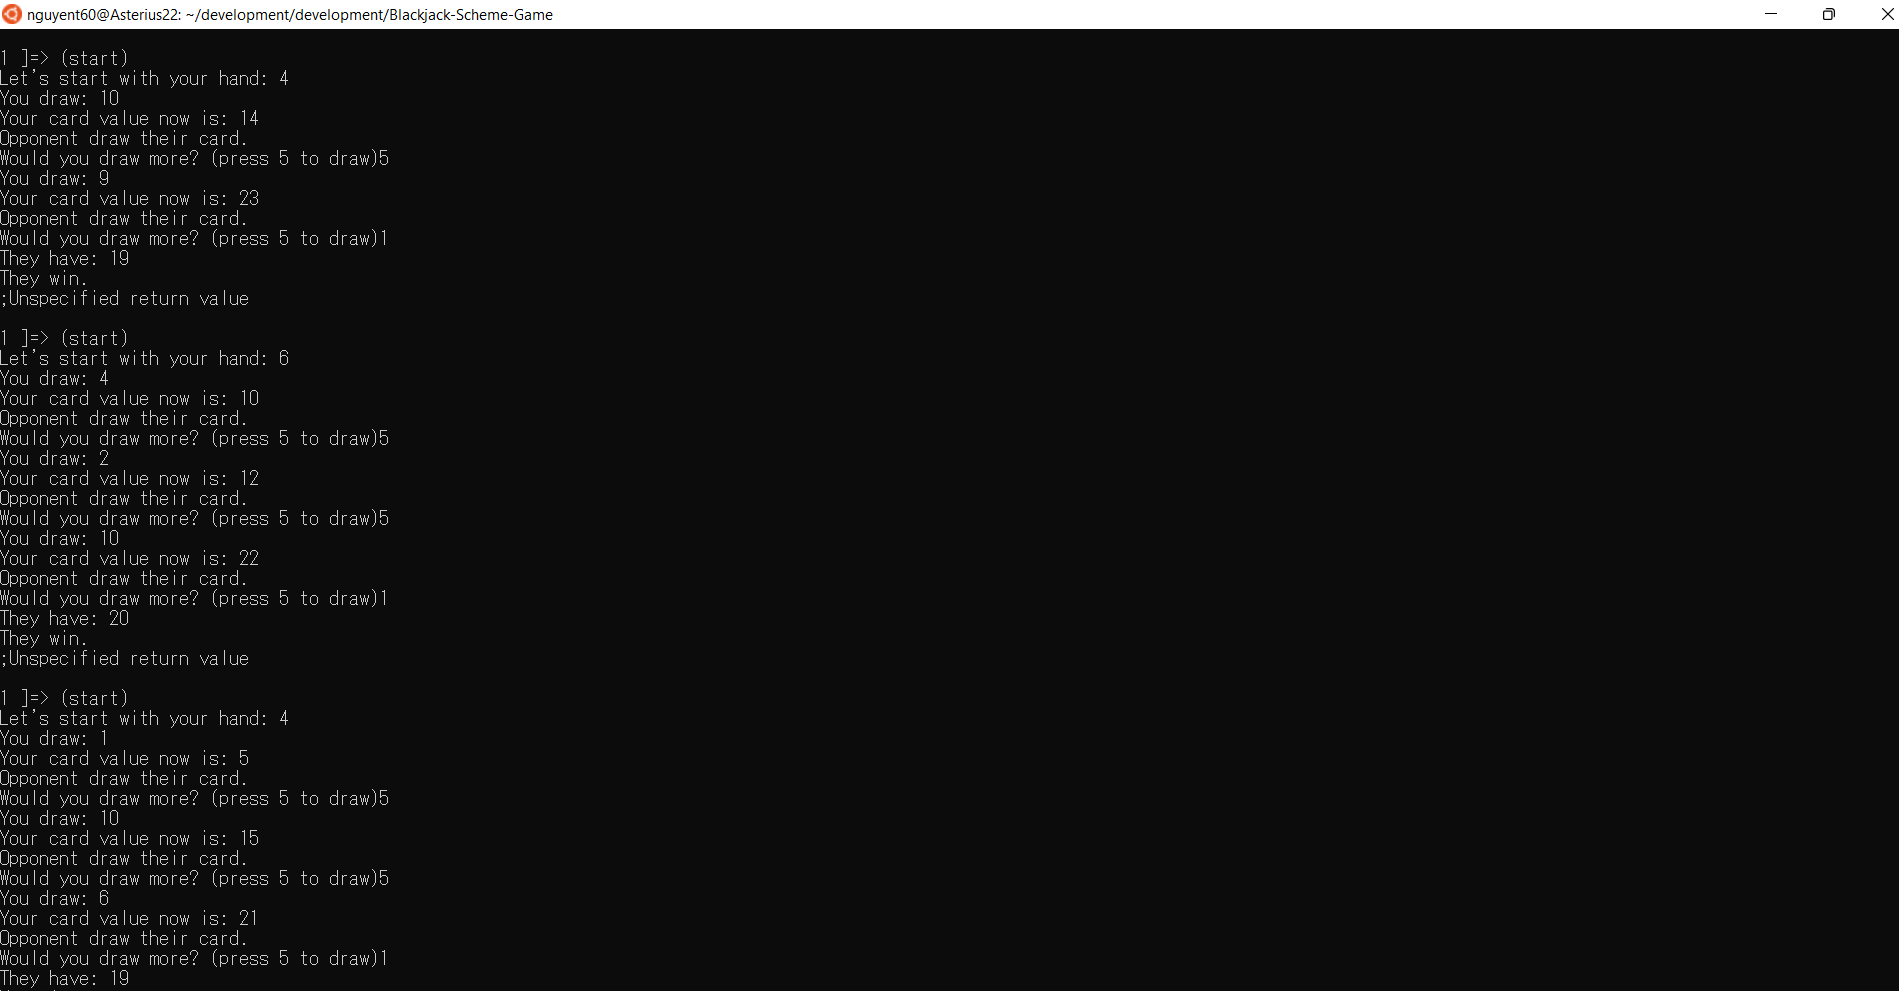 nguyent60@Asterius22: ~/development/development/Blackjack-Scheme-Game
1 ]=> (start)
Let's start with your hand: 4
You draw: 10
Your card value now is: 14
Opponent draw their card.
Would you draw more? (press 5 to draw)5
You draw: 9
Your card value now is: 23
Opponent draw their card.
Would you draw more? (press 5 to draw)1
They have: 19
They win.
;Unspecified return value
1 ]=> (start)
Let's start with your hand: 6
You draw: 4
Your card value now is: 10
Opponent draw their card.
Would you draw more? (press 5 to draw)5
You draw: 2
Your card value now is: 12
Opponent draw their card.
Would you draw more? (press 5 to draw)5
You draw: 10
Your card value now is: 22
Opponent draw their card.
Would you draw more? (press 5 to draw)1
They have: 20
They win.
;Unspecified return value
1 ]=> (start)
Let's start with your hand: 4
You draw: 1
Your card value now is: 5
Opponent draw their card.
Would you draw more? (press 5 to draw)5
You draw: 10
Your card value now is: 15
Opponent draw their card.
Would you draw more? (press 5 to draw)5
You draw: 6
Your card value now is: 21
Opponent draw their card.
Would you draw more? (press 5 to draw)1
They have: 19